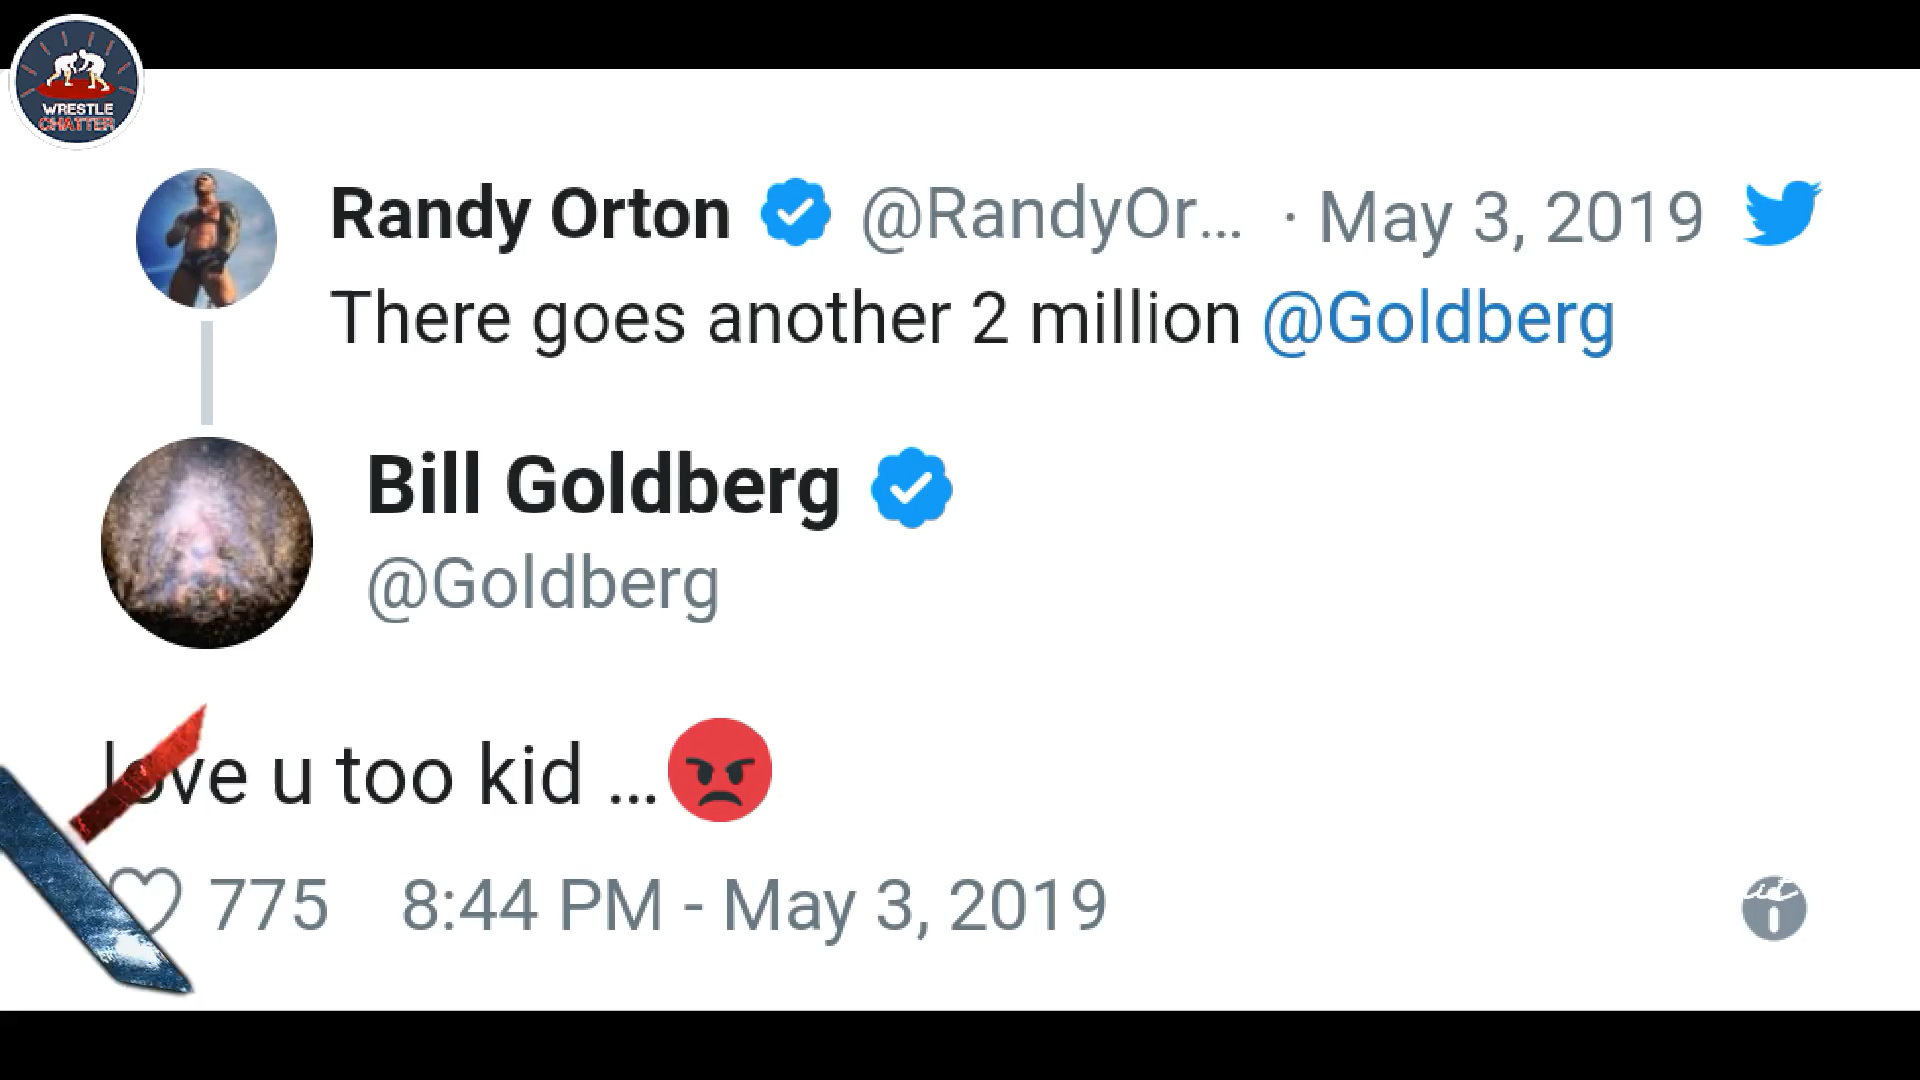 WRESTLE
CHATTER
Randy Orton @RandyOr... · May 3, 2019
There goes another 2 million @Goldberg
Bill Goldberg
@Goldberg
love u too kid ...😡
775 8:44 PM - May 3, 2019